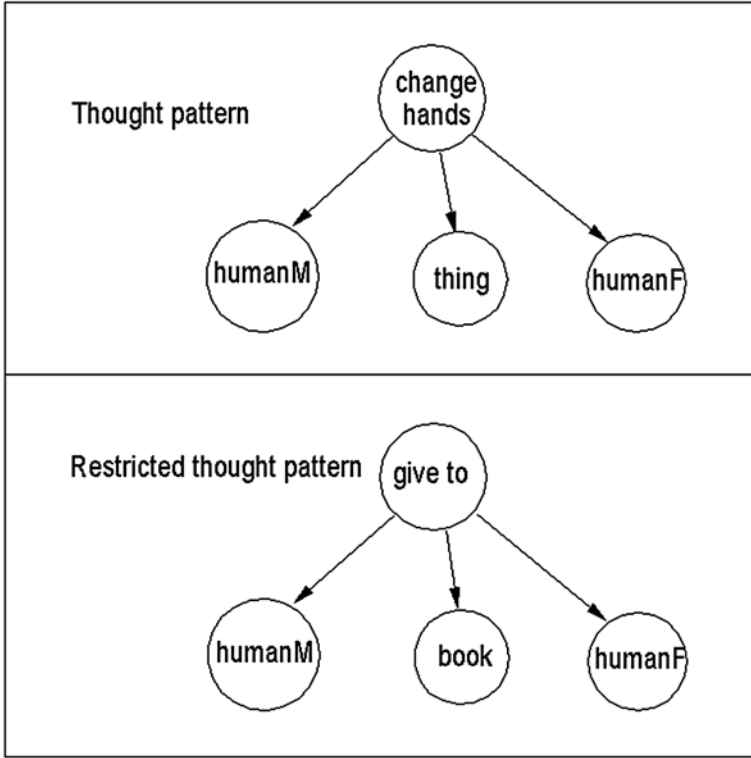 Thought pattern
change
hands
humanM
thing
humanF
Restricted thought pattern
give to
humanM
book
humanF